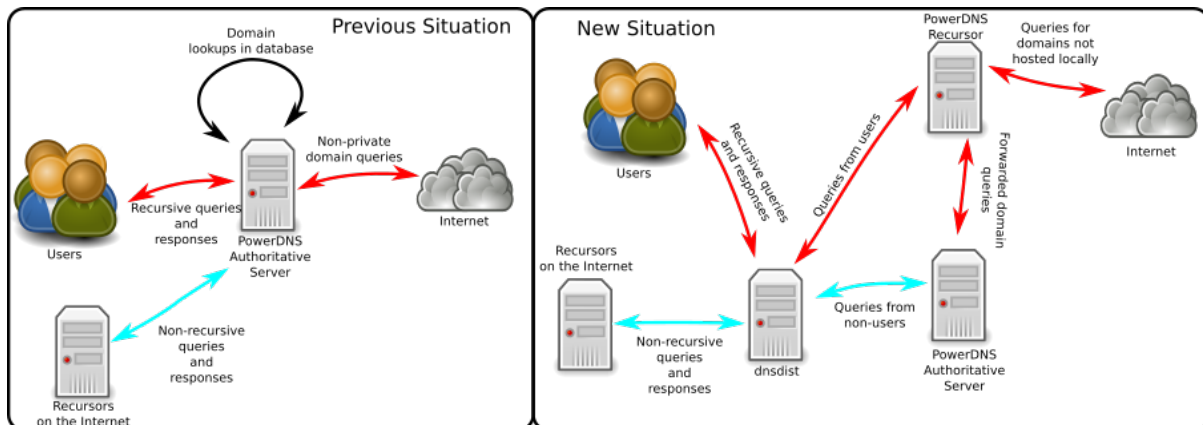 Previous Situation
Domain
lookups in database
Non-private
domain queries
Recursive queries
and
responses
Users
PowerDNS
Authoritative
Server
Internet
Non-recursive
queries
and
responses
Recursors
on the Internet
New Situation
PowerDNS
Recursor
Queries for
domains not
hosted locally
Internet
Users
Recursive queries
and responses
Queries from users
Forwarded domain
queries
Recursors
on the Internet
Non-recursive
queries
and
responses
dnsdist
Queries from
non-users
PowerDNS
Authoritative
Server